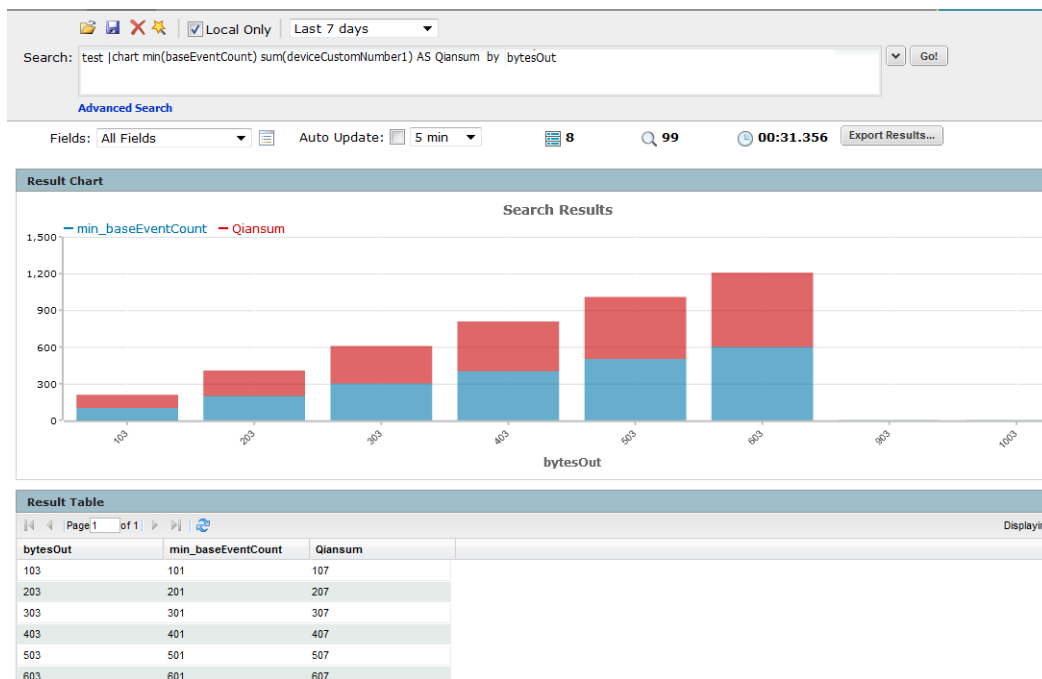 Local Only Last 7 days
Search: test |chart min(baseEventCount) sum(deviceCustomNumber1) AS Qiansum by bytesOut Go!
Advanced Search
Fields: All Fields Auto Update: 5 min 8 99 00:31.356 Export Results...
Result Chart
Search Results
min_baseEventCount Qiansum
1,500
1,200
900
600
300
0
103 203 303 403 503 603 903 1003
bytesOut
Result Table
Page 1 of 1 Displayin
bytesOut min_baseEventCount Qiansum
103 101 107
203 201 207
303 301 307
403 401 407
503 501 507
603 601 607